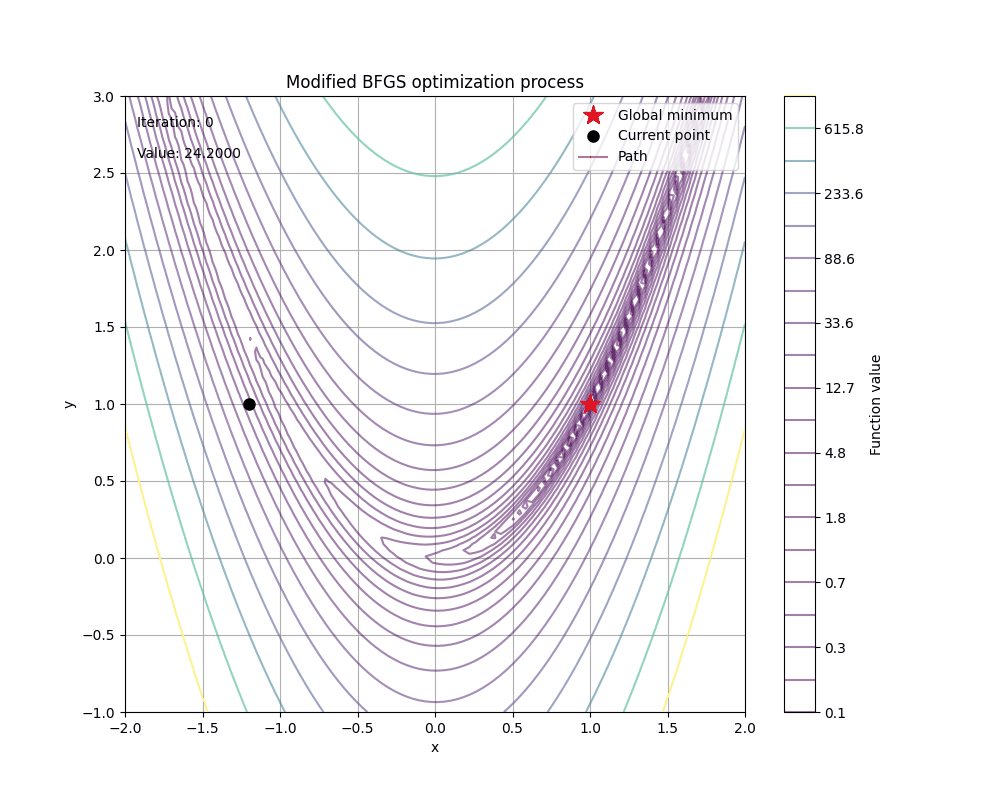 Modified BFGS optimization process
Iteration: 0
Value: 24.2000
Global minimum
Current point
Path
3.0
2.5
2.0
1.5
1.0
0.5
0.0
−0.5
−1.0
y
−2.0 −1.5 −1.0 −0.5 0.0 0.5 1.0 1.5 2.0
x
615.8
233.6
88.6
33.6
12.7
4.8
1.8
0.7
0.3
0.1
Function value